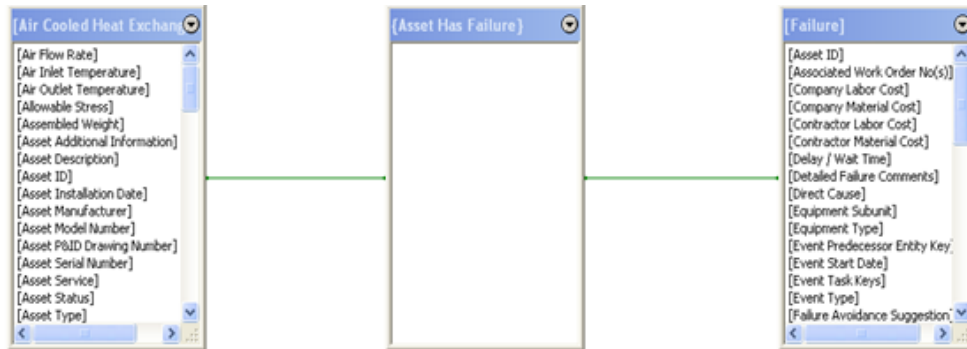 [Air Cooled Heat Exchang
[Air Flow Rate]
[Air Inlet Temperature]
[Air Outlet Temperature]
[Allowable Stress]
[Assembled Weight]
[Asset Additional Information]
[Asset Description]
[Asset ID]
[Asset Installation Date]
[Asset Manufacturer]
[Asset Model Number]
[Asset P&ID Drawing Number]
[Asset Serial Number]
[Asset Service]
[Asset Status]
[Asset Type]
{Asset Has Failure}
[Failure]
[Asset ID]
[Associated Work Order No(s)]
[Company Labor Cost]
[Company Material Cost]
[Contractor Labor Cost]
[Contractor Material Cost]
[Delay / Wait Time]
[Detailed Failure Comments]
[Direct Cause]
[Equipment Subunit]
[Equipment Type]
[Event Predecessor Entity Key]
[Event Start Date]
[Event Task Keys]
[Event Type]
[Failure Avoidance Suggestion]